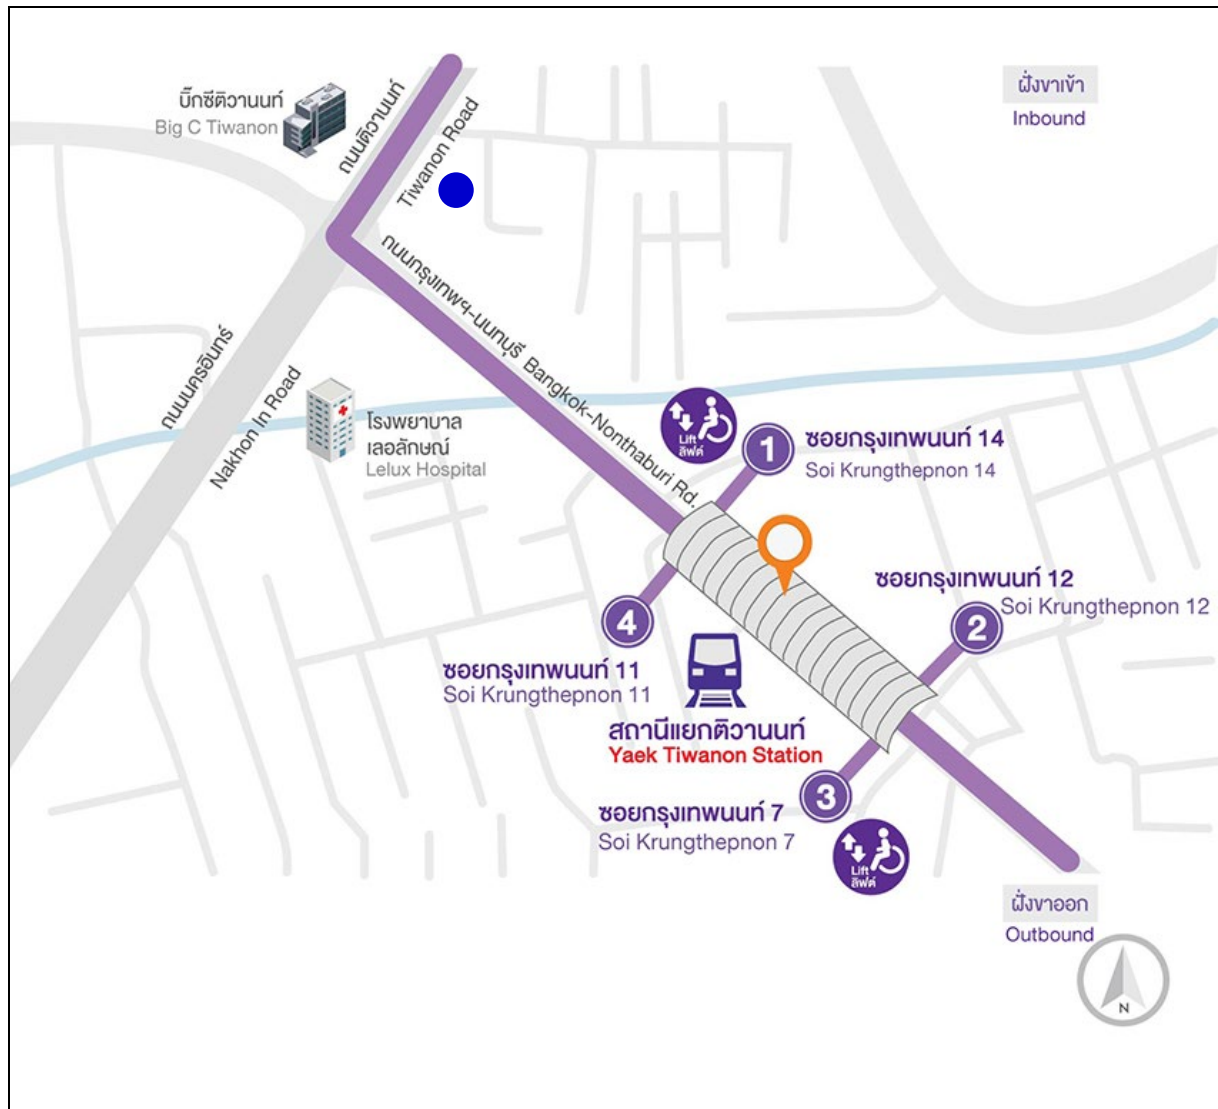 บิ๊กซีติวานนท์
Big C Tiwanon
ถนนติวานนท์
Tiwanon Road
ฝั่งขาเข้า
Inbound
ถนนกรุงเทพฯ-นนทบุรี Bangkok-Nonthaburi Rd.
ถนนนครอินทร์
Nakhon In Road
โรงพยาบาล
เลอลักษณ์
Lelux Hospital
Lift
ลิฟต์
1
ซอยกรุงเทพนนท์ 14
Soi Krungthepnon 14
ซอยกรุงเทพนนท์ 12
Soi Krungthepnon 12
2
4
ซอยกรุงเทพนนท์ 11
Soi Krungthepnon 11
สถานีแยกติวานนท์
Yaek Tiwanon Station
3
ซอยกรุงเทพนนท์ 7
Soi Krungthepnon 7
Lift
ลิฟต์
ฝั่งขาออก
Outbound
N